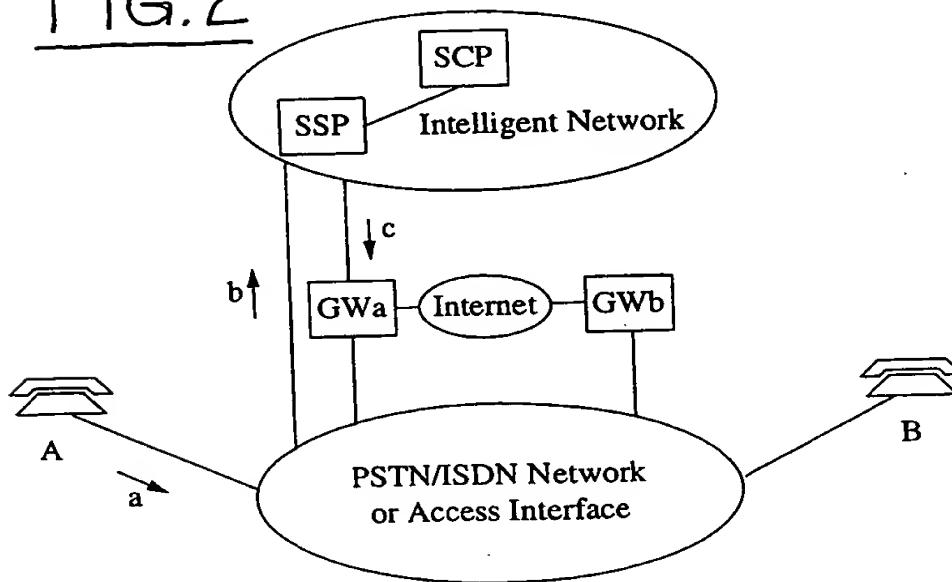 FIG. 2
SCP
SSP
Intelligent Network
c
b
GWa
Internet
GWb
A
B
a
PSTN/ISDN Network
or Access Interface